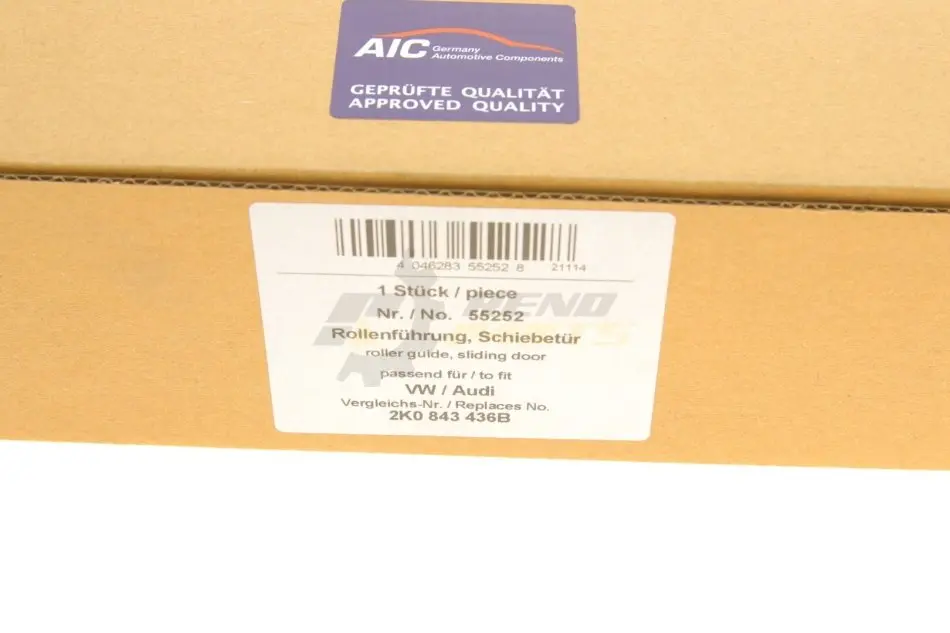 AIC Germany
Automotive Components
GEPRÜFTE QUALITÄT
APPROVED QUALITY
4 046283 55252 8 21114
1 Stück / piece
Nr. / No. 55252
Rollenführung, Schiebetür
roller guide, sliding door
passend für / to fit
VW / Audi
Vergleichs-Nr. / Replaces No.
2K0 843 436B